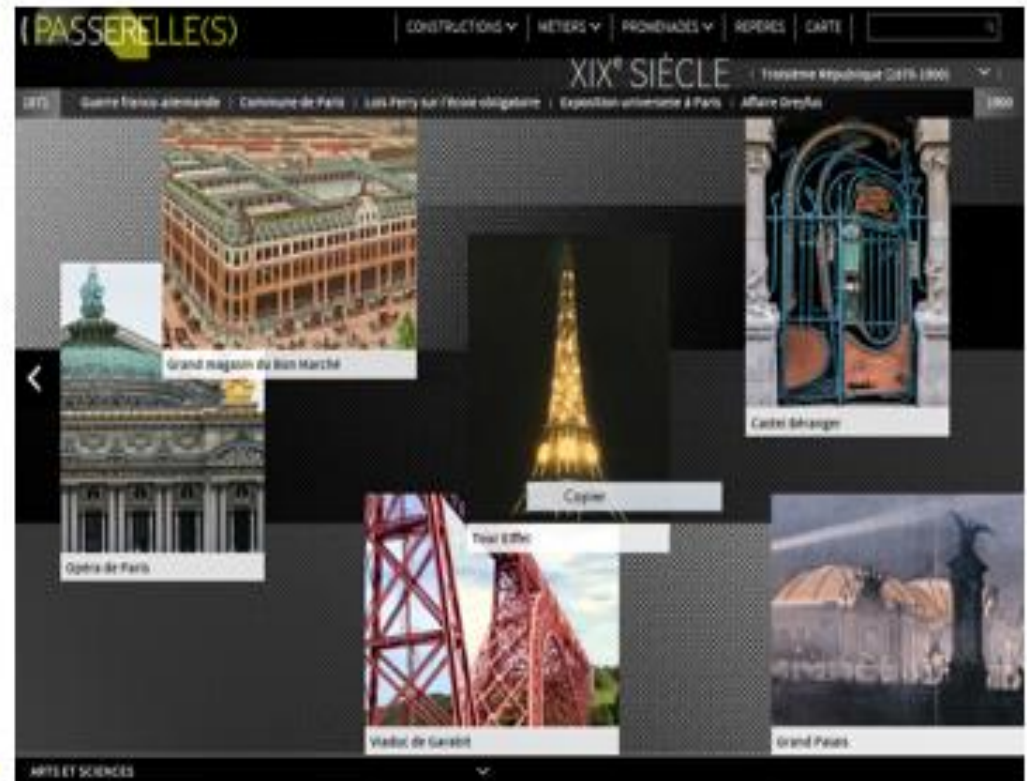 (PASSERELLE(S)
CONSTRUCTIONS MÉTIERS PROMENADES REPÈRES CARTE
XIXe SIÈCLE Troisième République (1871-1900)
1871 Guerre franco-allemande Commune de Paris Lois Ferry sur l'école obligatoire Exposition universelle à Paris Affaire Dreyfus 1900
Grand magasin du Bon Marché
Castel Béranger
Copier
Tour Eiffel
Opéra de Paris
Viaduc de Garabit
Grand Palais
ARTS ET SCIENCES